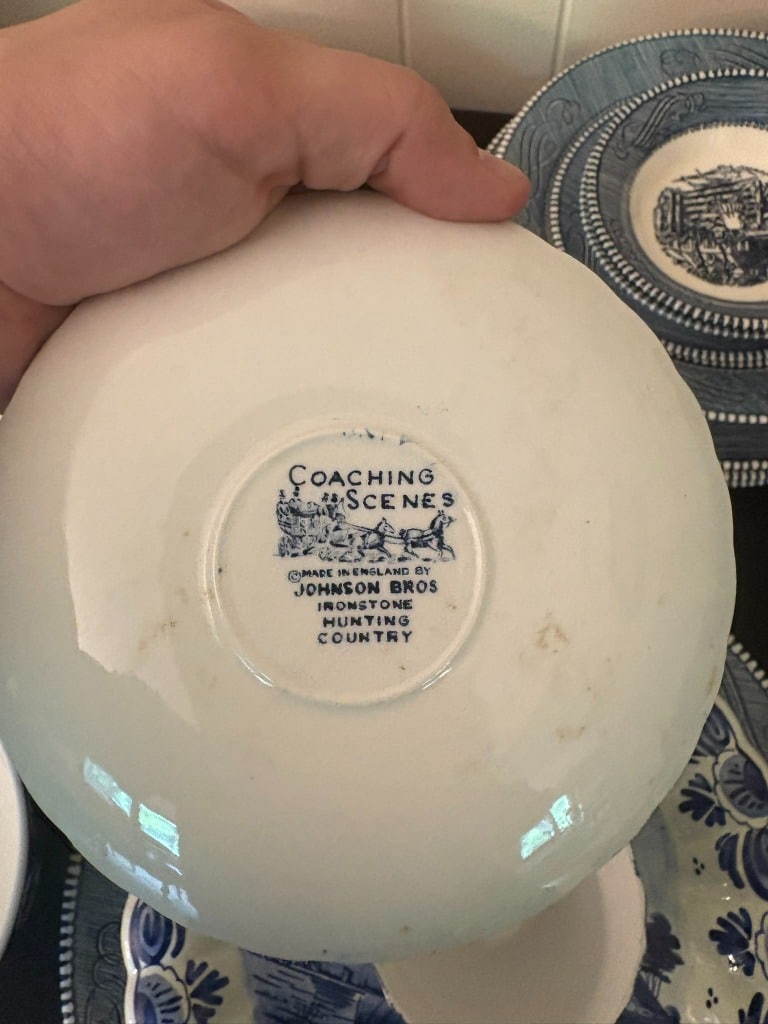 COACHING
SCENES
©MADE IN ENGLAND BY
JOHNSON BROS
IRONSTONE
HUNTING
COUNTRY